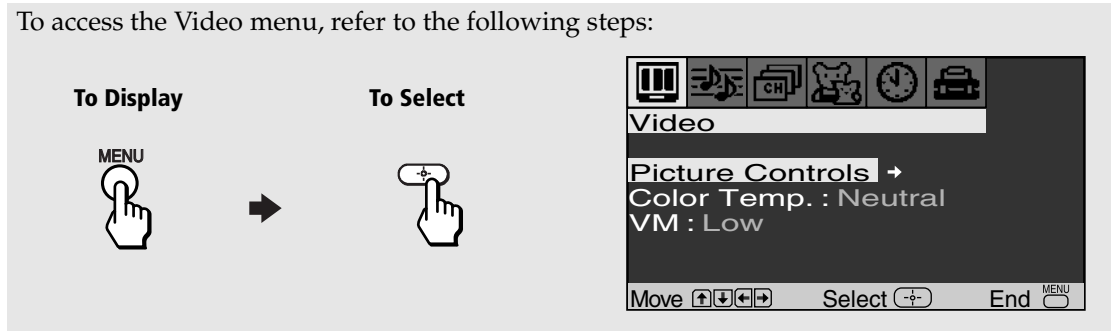 To access the Video menu, refer to the following steps:
To Display
To Select
MENU
CH
Video
Picture Controls
Color Temp. : Neutral
VM : Low
Move Select End MENU